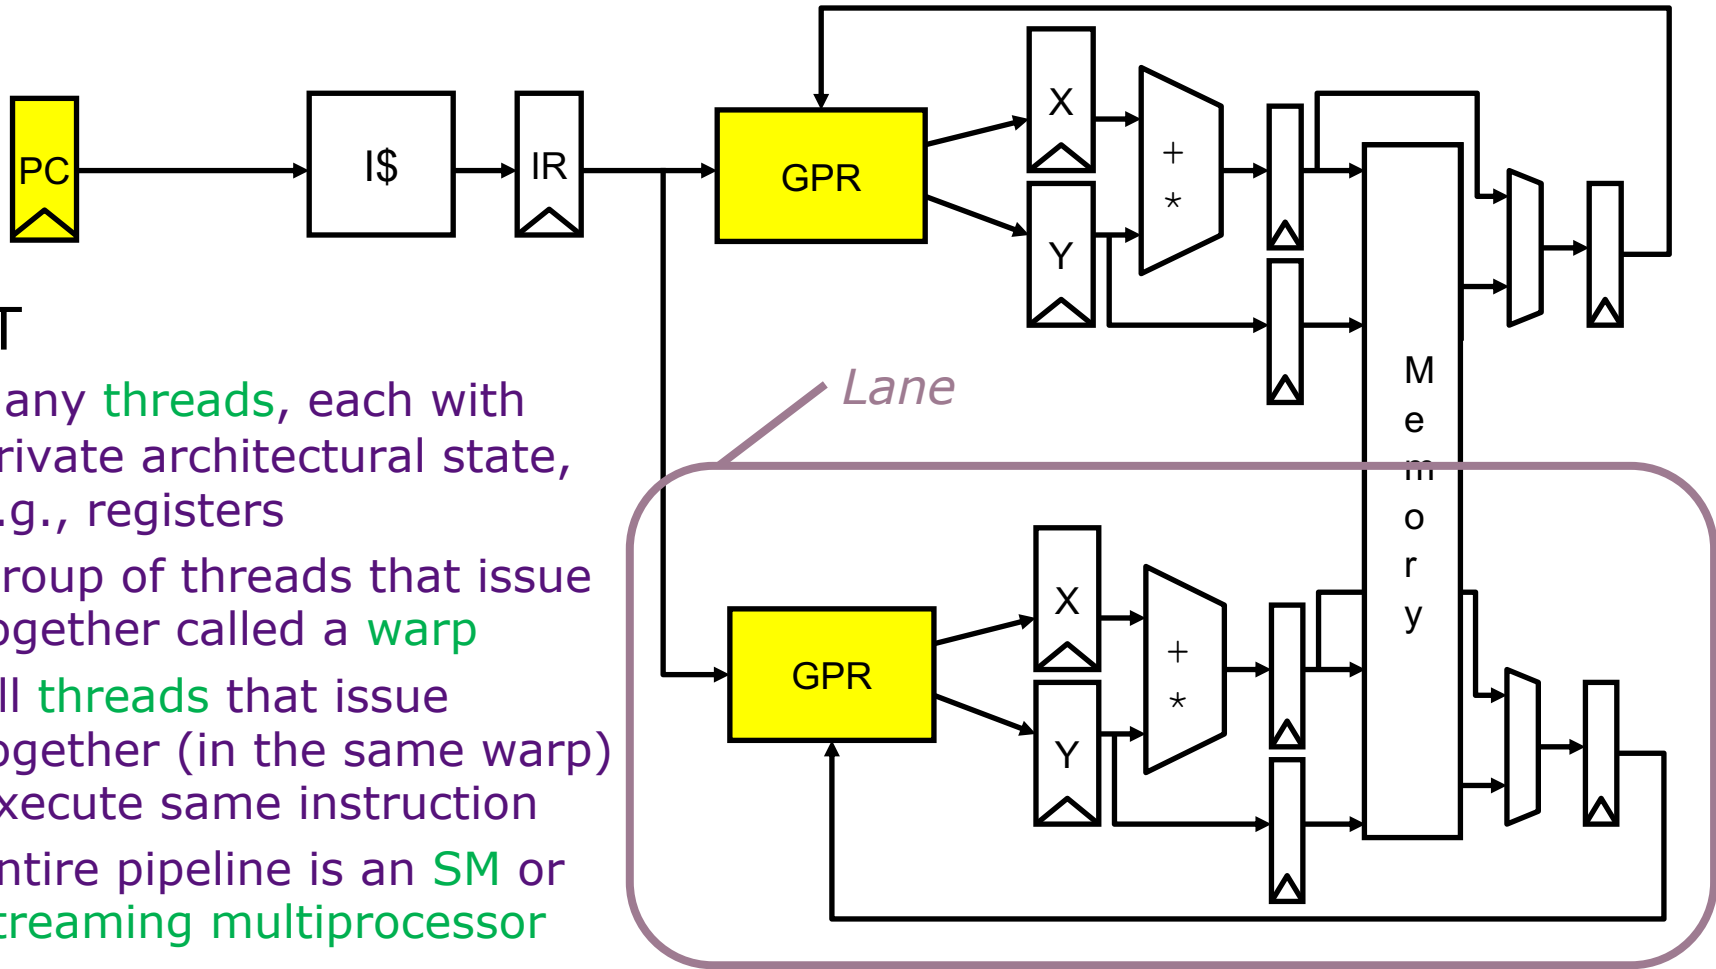 PC
I$
IR
GPR
X
Y
+
*
T
any threads, each with
rivate architectural state,
.g., registers
roup of threads that issue
ogether called a warp
ll threads that issue
ogether (in the same warp)
xecute same instruction
ntire pipeline is an SM or
treaming multiprocessor
Lane
Memory
GPR
X
Y
+
*